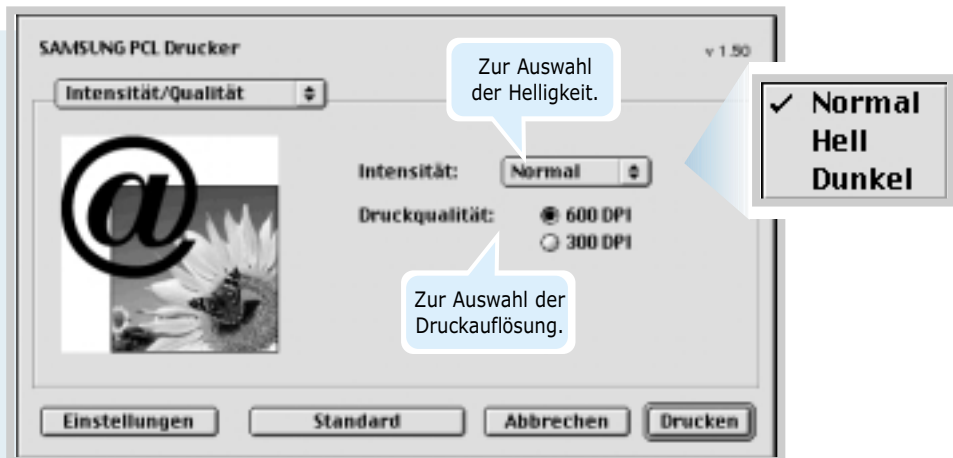 SAMSUNG PCL Drucker
v 1.50
Intensität/Qualität
Zur Auswahl
der Helligkeit.
Intensität: Normal
✓ Normal
Hell
Dunkel
Druckqualität: 600 DPI
300 DPI
Zur Auswahl der
Druckauflösung.
Einstellungen Standard Abbrechen Drucken
@